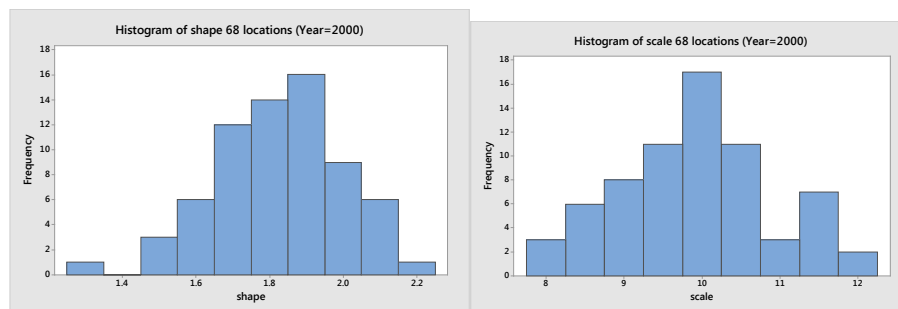 Histogram of shape 68 locations (Year=2000)
18
16
14
12
10
8
6
4
2
0
Frequency
1.4 1.6 1.8 2.0 2.2
shape
Histogram of scale 68 locations (Year=2000)
18
16
14
12
10
8
6
4
2
0
Frequency
8 9 10 11 12
scale